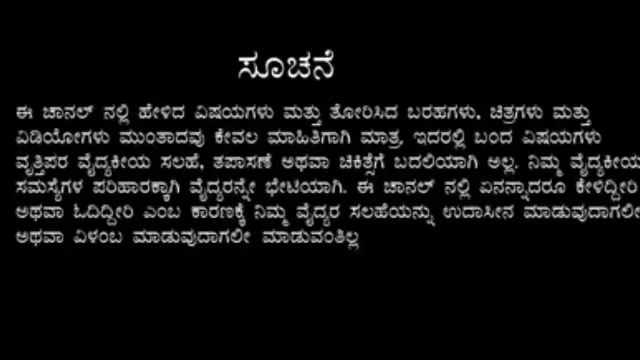 ಸೂಚನೆ
ಈ ಚಾನಲ್ ನಲ್ಲಿ ಹೇಳಿದ ವಿಷಯಗಳು ಮತ್ತು ತೋರಿಸಿದ ಬರಹಗಳು, ಚಿತ್ರಗಳು ಮತ್ತು
ವಿಡಿಯೋಗಳು ಮುಂತಾದವು ಕೇವಲ ಮಾಹಿತಿಗಾಗಿ ಮಾತ್ರ. ಇದರಲ್ಲಿ ಬಂದ ವಿಷಯಗಳು
ವೃತ್ತಿಪರ ವೈದ್ಯಕೀಯ ಸಲಹೆ, ತಪಾಸಣೆ ಅಥವಾ ಚಿಕಿತ್ಸೆಗೆ ಬದಲಿಯಾಗಿ ಅಲ್ಲ. ನಿಮ್ಮ ವೈದ್ಯಕೀಯ
ಸಮಸ್ಯೆಗಳ ಪರಿಹಾರಕ್ಕಾಗಿ ವೈದ್ಯರನ್ನೇ ಭೇಟಿಯಾಗಿ. ಈ ಚಾನಲ್ ನಲ್ಲಿ ಏನನ್ನಾದರೂ ಕೇಳಿದ್ದೀರಿ
ಅಥವಾ ಓದಿದ್ದೀರಿ ಎಂಬ ಕಾರಣಕ್ಕೆ ನಿಮ್ಮ ವೈದ್ಯರ ಸಲಹೆಯನ್ನು ಉದಾಸೀನ ಮಾಡುವುದಾಗಲೀ
ಅಥವಾ ವಿಳಂಬ ಮಾಡುವುದಾಗಲೀ ಮಾಡುವಂತಿಲ್ಲ